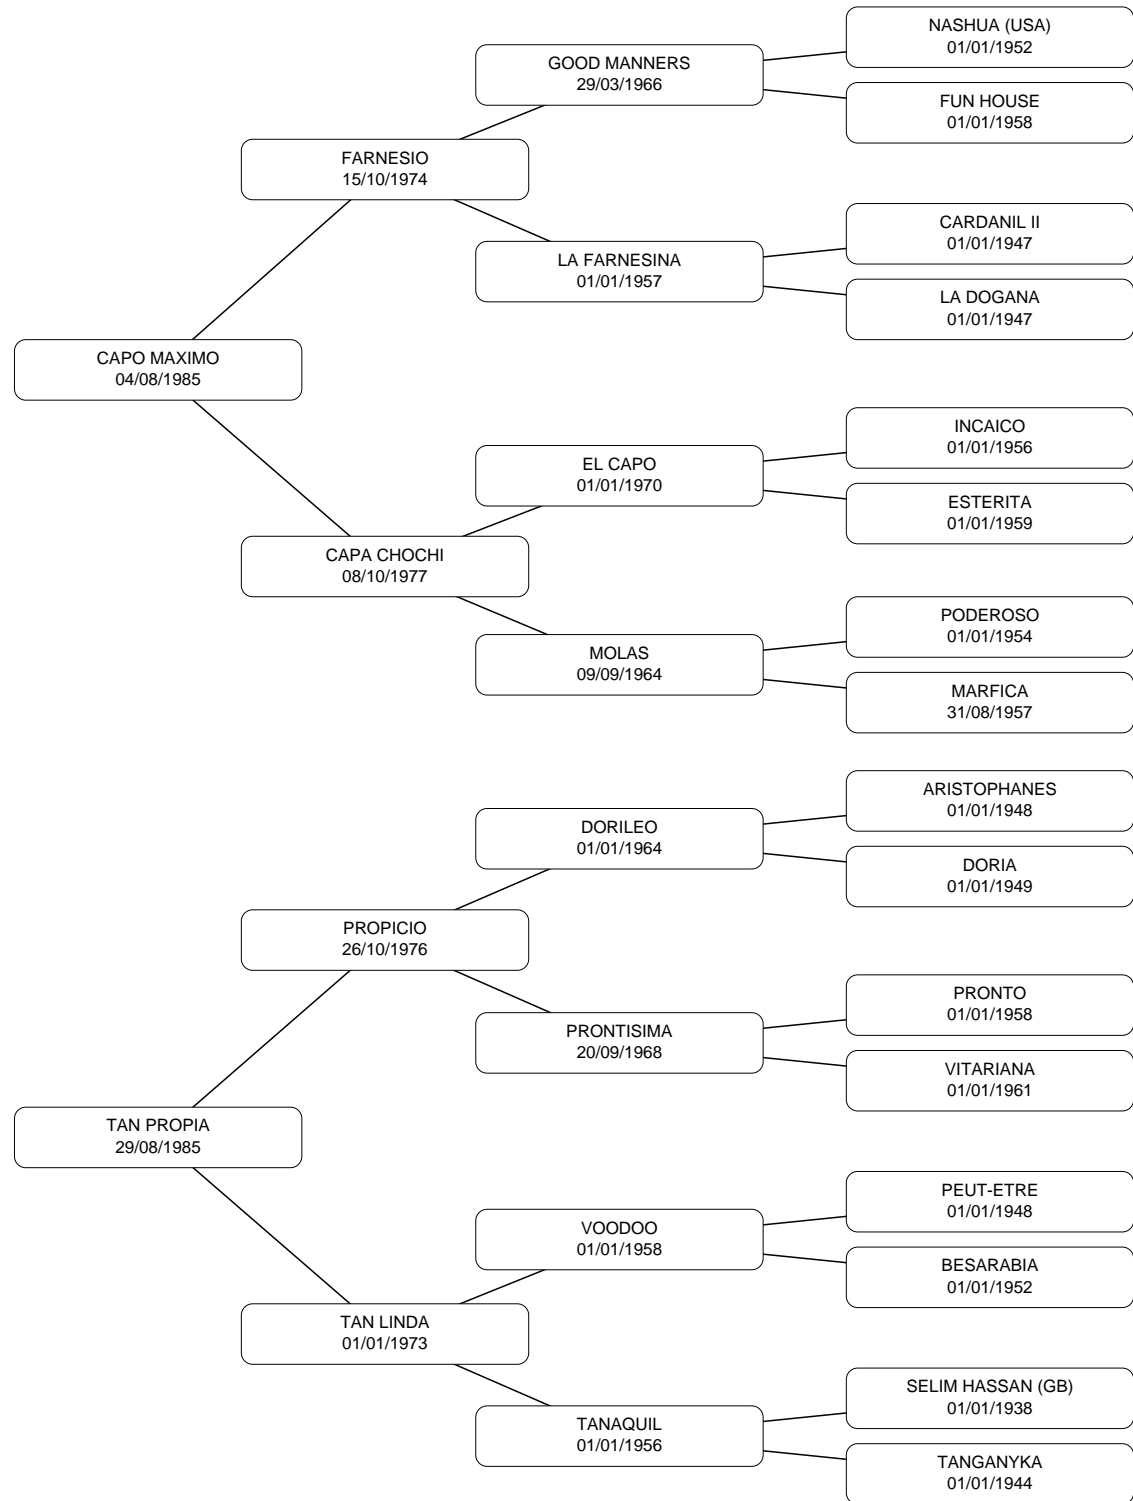 NASHUA (USA)
01/01/1952
GOOD MANNERS
29/03/1966
FUN HOUSE
01/01/1958
FARNESIO
15/10/1974
CARDANIL II
01/01/1947
LA FARNESINA
01/01/1957
LA DOGANA
01/01/1947
CAPO MAXIMO
04/08/1985
INCAICO
01/01/1956
EL CAPO
01/01/1970
ESTERITA
01/01/1959
CAPA CHOCHI
08/10/1977
PODEROSO
01/01/1954
MOLAS
09/09/1964
MARFICA
31/08/1957
ARISTOPHANES
01/01/1948
DORILEO
01/01/1964
DORIA
01/01/1949
PROPICIO
26/10/1976
PRONTO
01/01/1958
PRONTISIMA
20/09/1968
VITARIANA
01/01/1961
TAN PROPIA
29/08/1985
PEUT-ETRE
01/01/1948
VOODOO
01/01/1958
BESARABIA
01/01/1952
TAN LINDA
01/01/1973
SELIM HASSAN (GB)
01/01/1938
TANAQUIL
01/01/1956
TANGANYKA
01/01/1944